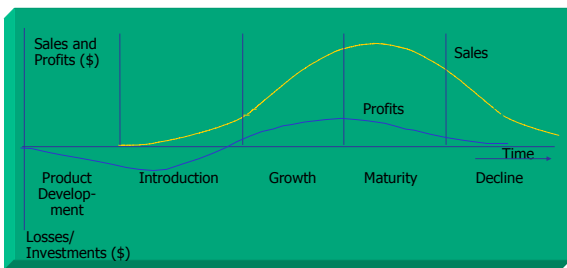 Sales and
Profits ($)
Sales
Profits
Time
Product
Develop-
ment
Introduction
Growth
Maturity
Decline
Losses/
Investments ($)